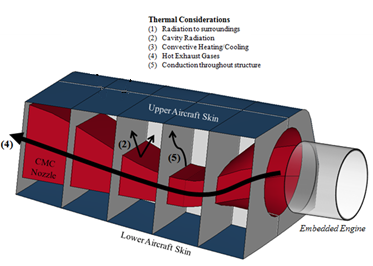 Thermal Considerations
(1) Radiation to surroundings
(2) Cavity Radiation
(3) Convective Heating/Cooling
(4) Hot Exhaust Gases
(5) Conduction throughout structure
Upper Aircraft Skin
(4)
(2)
(5)
CMC
Nozzle
Embedded Engine
Lower Aircraft Skin